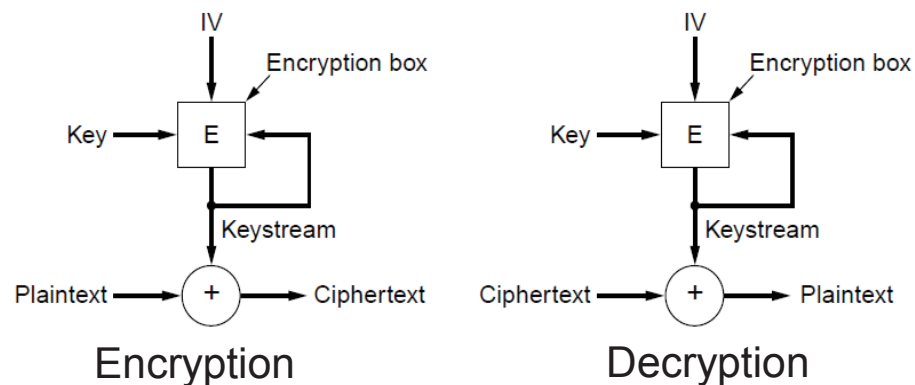 IV
Encryption box
Key
E
Keystream
Plaintext
+
Ciphertext
Encryption
IV
Encryption box
Key
E
Keystream
Ciphertext
+
Plaintext
Decryption